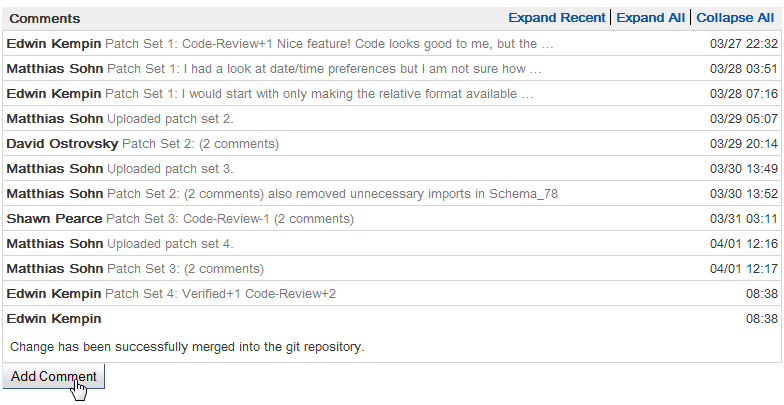 Comments Expand Recent Expand All Collapse All
Edwin Kempin Patch Set 1: Code-Review+1 Nice feature! Code looks good to me, but the … 03/27 22:32
Matthias Sohn Patch Set 1: I had a look at date/time preferences but I am not sure how … 03/28 03:51
Edwin Kempin Patch Set 1: I would start with only making the relative format available … 03/28 07:16
Matthias Sohn Uploaded patch set 2. 03/29 05:07
David Ostrovsky Patch Set 2: (2 comments) 03/29 20:14
Matthias Sohn Uploaded patch set 3. 03/30 13:49
Matthias Sohn Patch Set 2: (2 comments) also removed unnecessary imports in Schema_78 03/30 13:52
Shawn Pearce Patch Set 3: Code-Review-1 (2 comments) 03/31 03:11
Matthias Sohn Uploaded patch set 4. 04/01 12:16
Matthias Sohn Patch Set 3: (2 comments) 04/01 12:17
Edwin Kempin Patch Set 4: Verified+1 Code-Review+2 08:38
Edwin Kempin 08:38
Change has been successfully merged into the git repository.
Add Comment